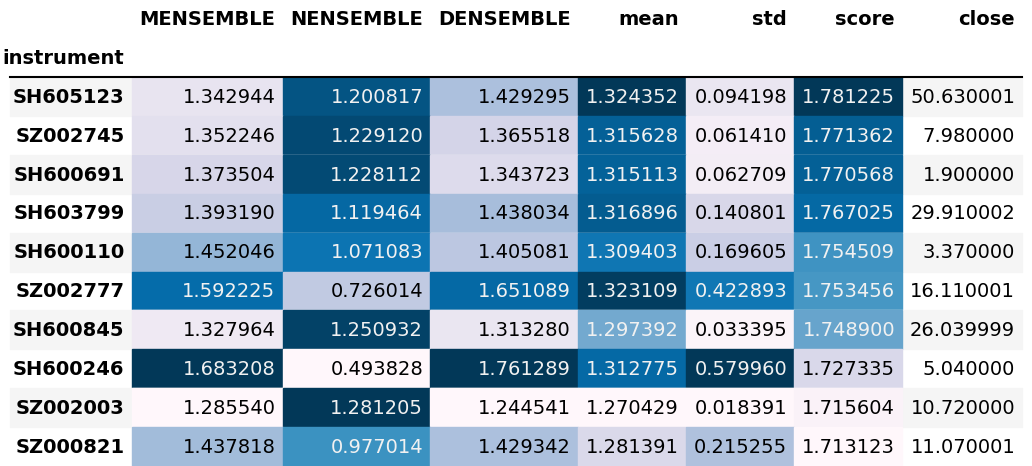 MENSEMBLE NENSEMBLE DENSEMBLE mean std score close
instrument
SH605123 1.342944 1.200817 1.429295 1.324352 0.094198 1.781225 50.630001
SZ002745 1.352246 1.229120 1.365518 1.315628 0.061410 1.771362 7.980000
SH600691 1.373504 1.228112 1.343723 1.315113 0.062709 1.770568 1.900000
SH603799 1.393190 1.119464 1.438034 1.316896 0.140801 1.767025 29.910002
SH600110 1.452046 1.071083 1.405081 1.309403 0.169605 1.754509 3.370000
SZ002777 1.592225 0.726014 1.651089 1.323109 0.422893 1.753456 16.110001
SH600845 1.327964 1.250932 1.313280 1.297392 0.033395 1.748900 26.039999
SH600246 1.683208 0.493828 1.761289 1.312775 0.579960 1.727335 5.040000
SZ002003 1.285540 1.281205 1.244541 1.270429 0.018391 1.715604 10.720000
SZ000821 1.437818 0.977014 1.429342 1.281391 0.215255 1.713123 11.070001